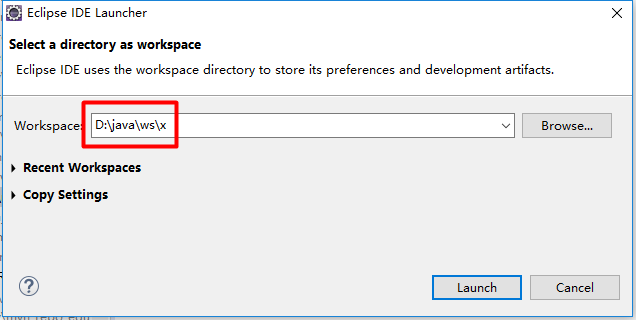 Eclipse IDE Launcher
Select a directory as workspace
Eclipse IDE uses the workspace directory to store its preferences and development artifacts.
Workspace: D:\java\ws\x Browse...
Recent Workspaces
Copy Settings
Launch Cancel